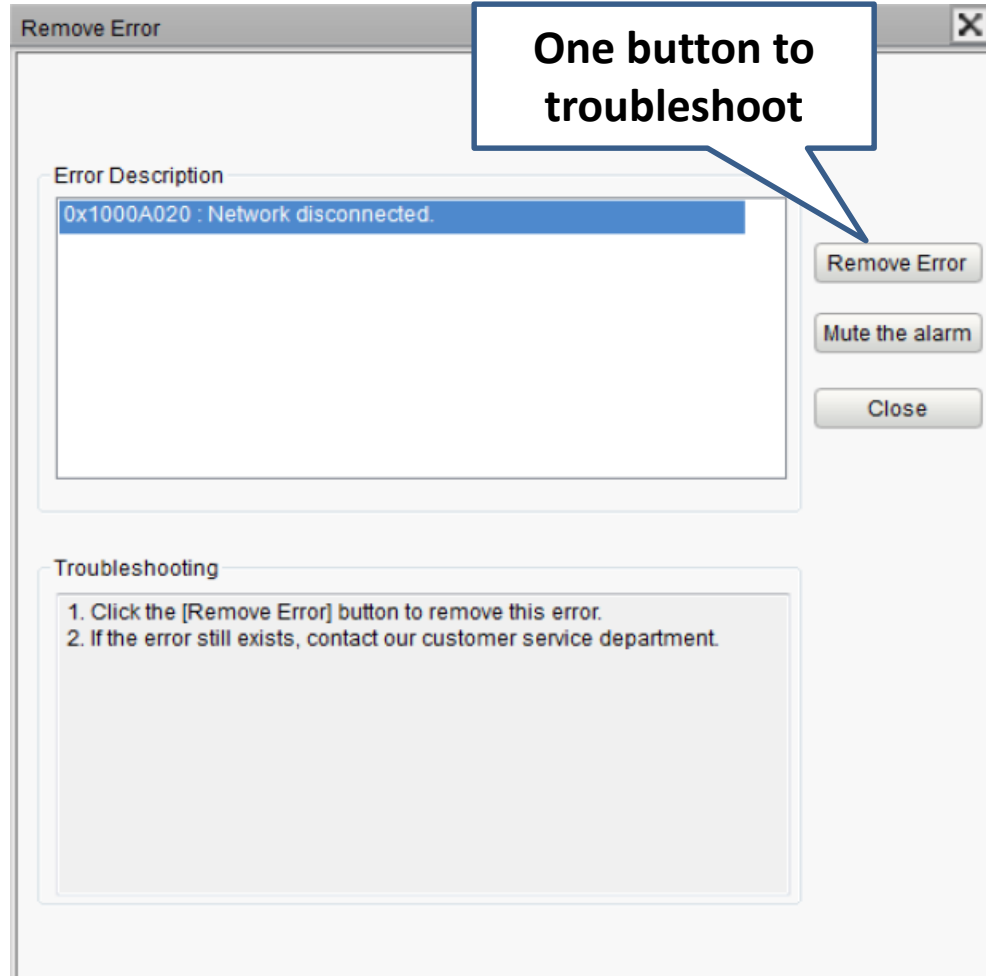 Remove Error
One button to
troubleshoot
Error Description
0x1000A020 : Network disconnected.
Remove Error
Mute the alarm
Close
Troubleshooting
1. Click the [Remove Error] button to remove this error.
2. If the error still exists, contact our customer service department.